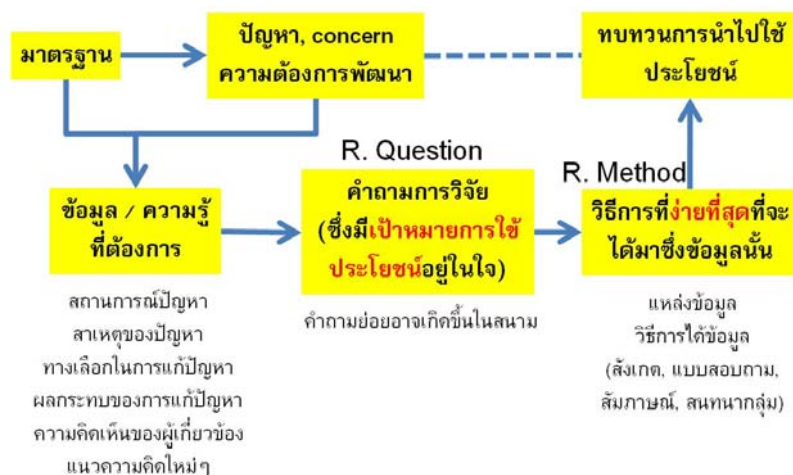 มาตรฐาน
ปัญหา, concern
ความต้องการพัฒนา
ทบทวนการนำไปใช้
ประโยชน์
ข้อมูล / ความรู้
ที่ต้องการ
สถานการณ์ปัญหา
สาเหตุของปัญหา
ทางเลือกในการแก้ปัญหา
ผลกระทบของการแก้ปัญหา
ความคิดเห็นของผู้เกี่ยวข้อง
แนวความคิดใหม่ๆ
R. Question
คำถามการวิจัย
(ซึ่งมีเป้าหมายการใช้
ประโยชน์อยู่ในใจ)
คำถามย่อยอาจเกิดขึ้นในสนาม
R. Method
วิธีการที่ง่ายที่สุดที่จะ
ได้มาซึ่งข้อมูลนั้น
แหล่งข้อมูล
วิธีการได้ข้อมูล
(สังเกต, แบบสอบถาม,
สัมภาษณ์, สนทนากลุ่ม)